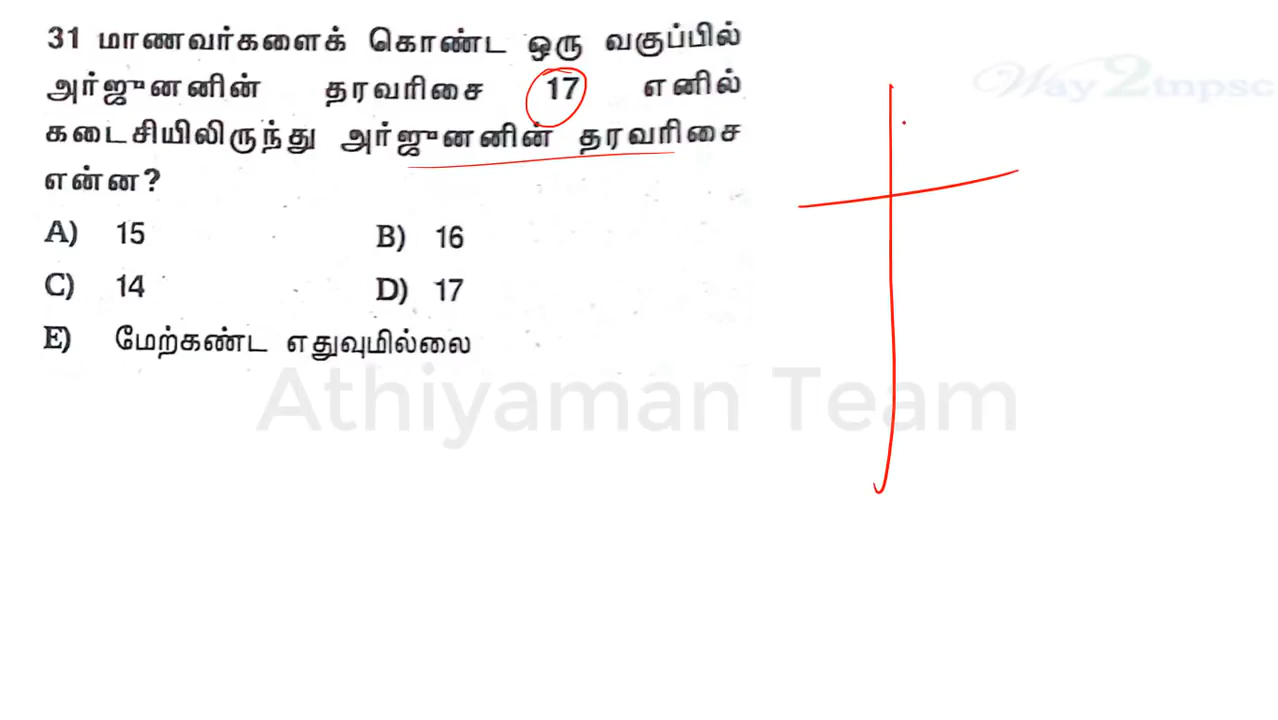 31 மாணவர்களைக் கொண்ட ஒரு வகுப்பில்
அர்ஜுனனின் தரவரிசை 17 எனில்
கடைசியிலிருந்து அர்ஜுனனின் தரவரிசை
என்ன?
A) 15 B) 16
C) 14 D) 17
E) மேற்கண்ட எதுவுமில்லை
Way2tnpsc
Athiyaman Team